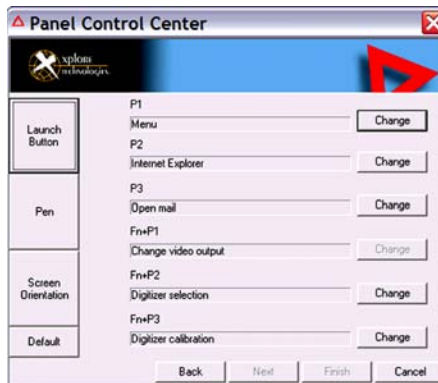 Panel Control Center
xplore
technologies.
Launch
Button
Pen
Screen
Orientation
Default
P1
Menu
Change
P2
Internet Explorer
Change
P3
Open mail
Change
Fn+P1
Change video output
Change
Fn+P2
Digitizer selection
Change
Fn+P3
Digitizer calibration
Change
Back
Next
Finish
Cancel